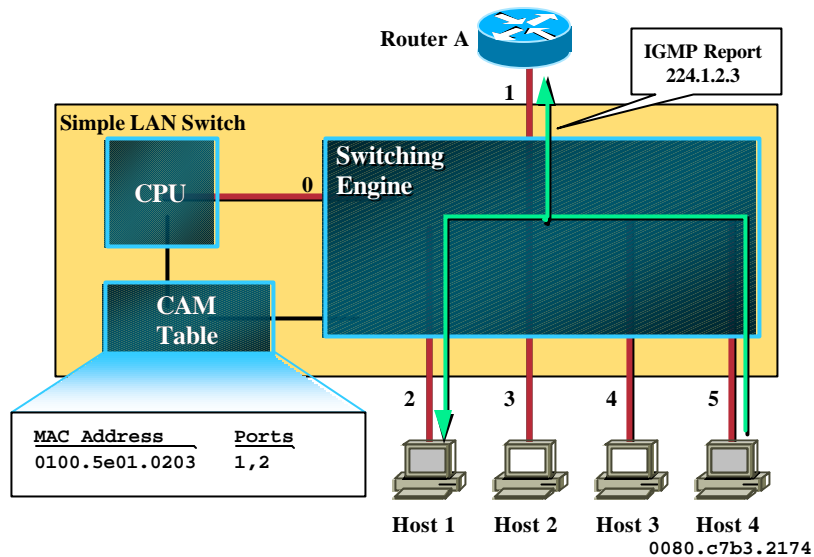 Router A
IGMP Report
224.1.2.3
1
Simple LAN Switch
Switching
Engine
CPU
0
CAM
Table
2
3
4
5
MAC Address Ports
0100.5e01.0203 1,2
Host 1
Host 2
Host 3
Host 4
0080.c7b3.2174